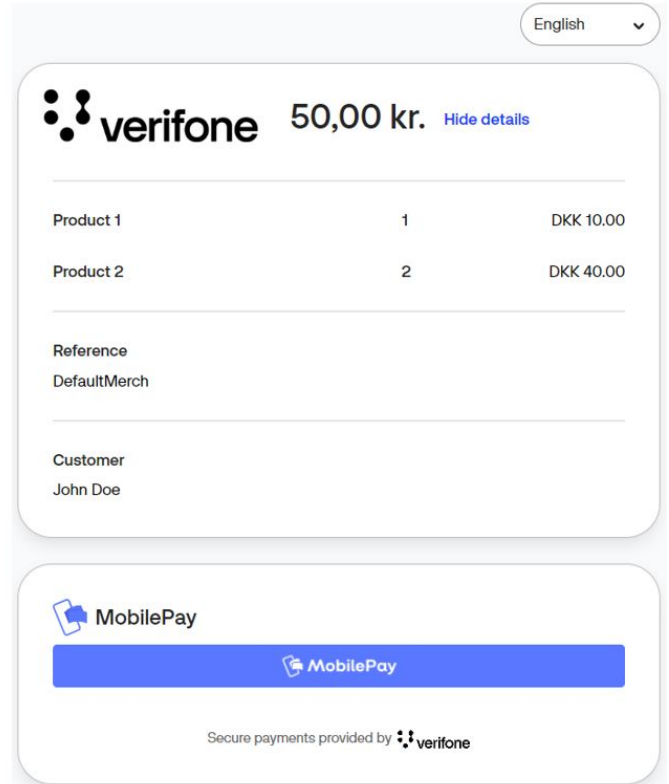 English
verifone 50,00 kr. Hide details
Product 1 1 DKK 10.00
Product 2 2 DKK 40.00
Reference
DefaultMerch
Customer
John Doe
MobilePay
MobilePay
Secure payments provided by verifone